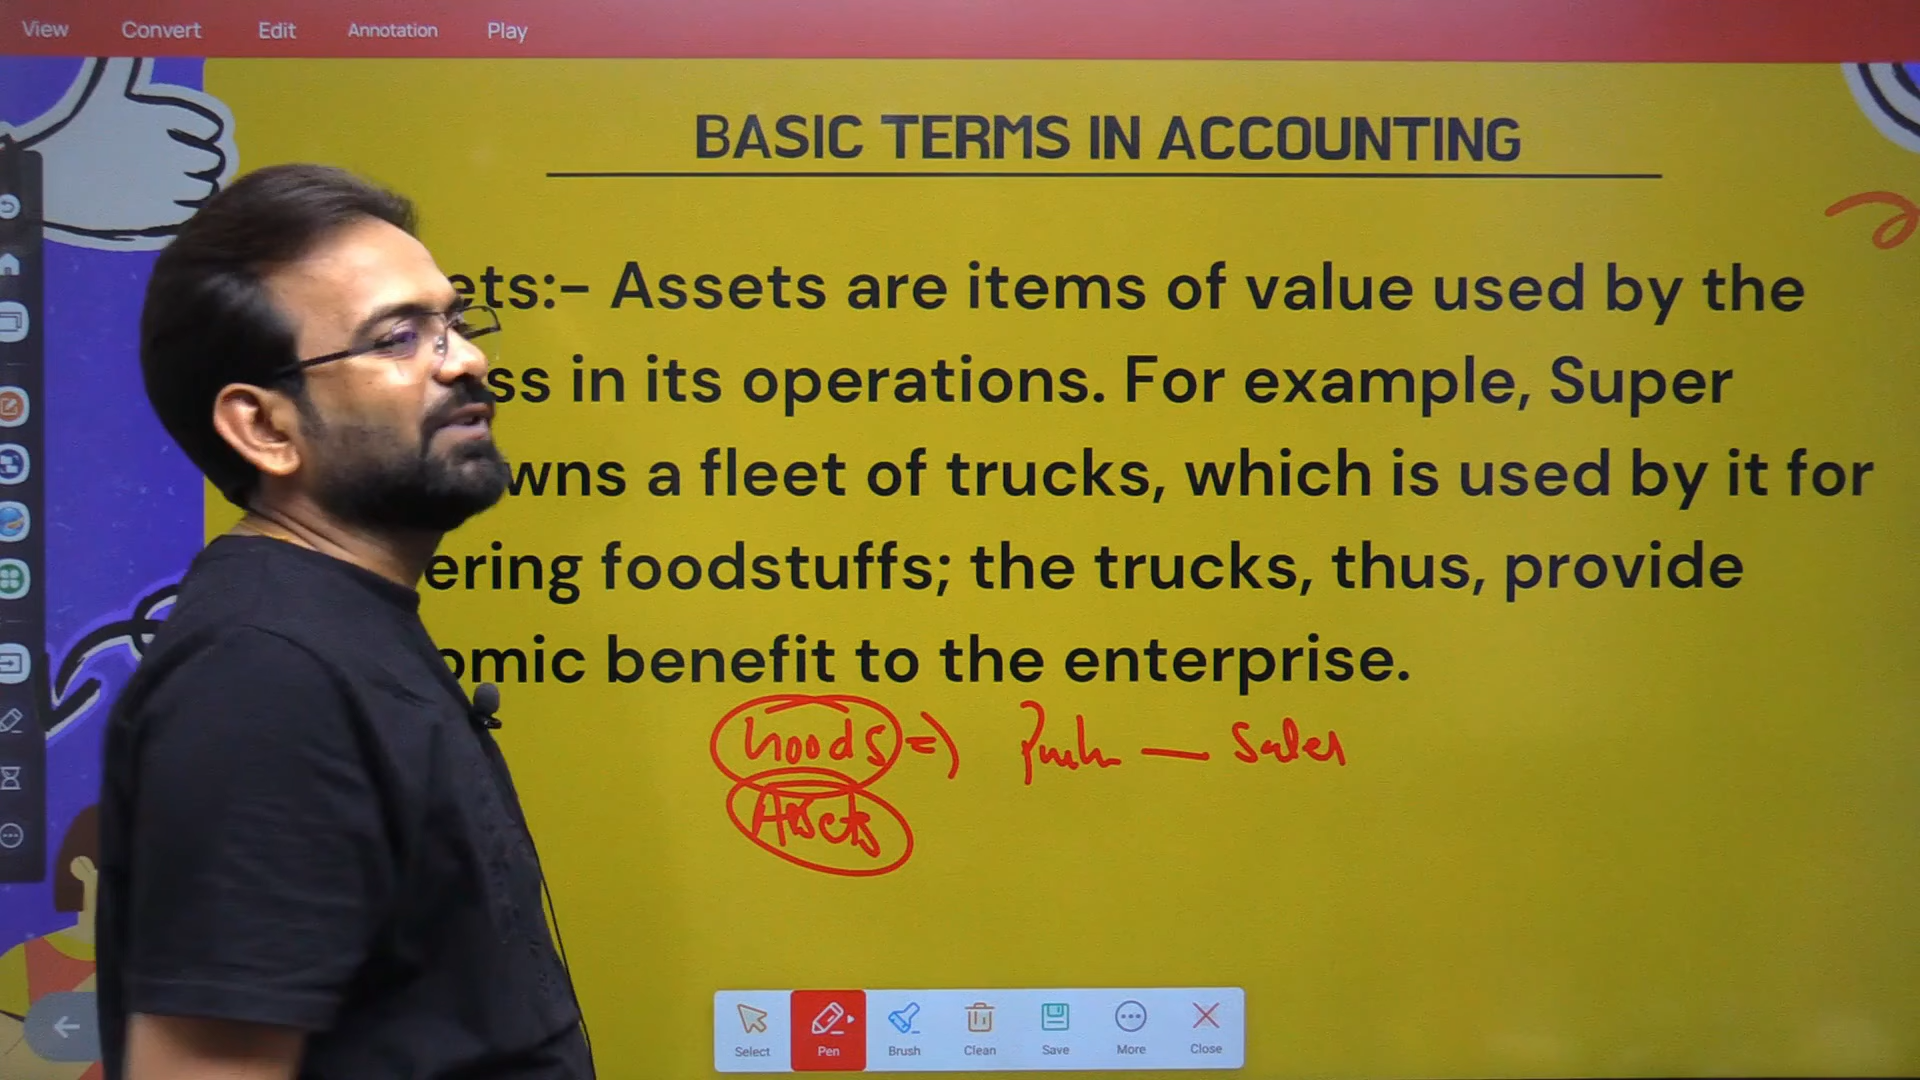 View Convert Edit Annotation Play
BASIC TERMS IN ACCOUNTING
ets:- Assets are items of value used by the
ss in its operations. For example, Super
wns a fleet of trucks, which is used by it for
ering foodstuffs; the trucks, thus, provide
omic benefit to the enterprise.
Goods => Purch — Sales
Assets
Select Pen Brush Clean Save More Close